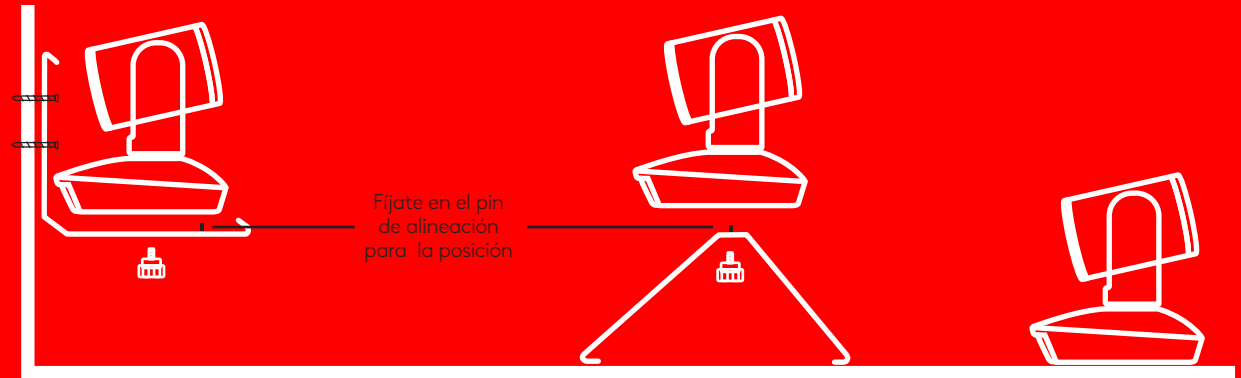 Fíjate en el pin
de alineación
para la posición